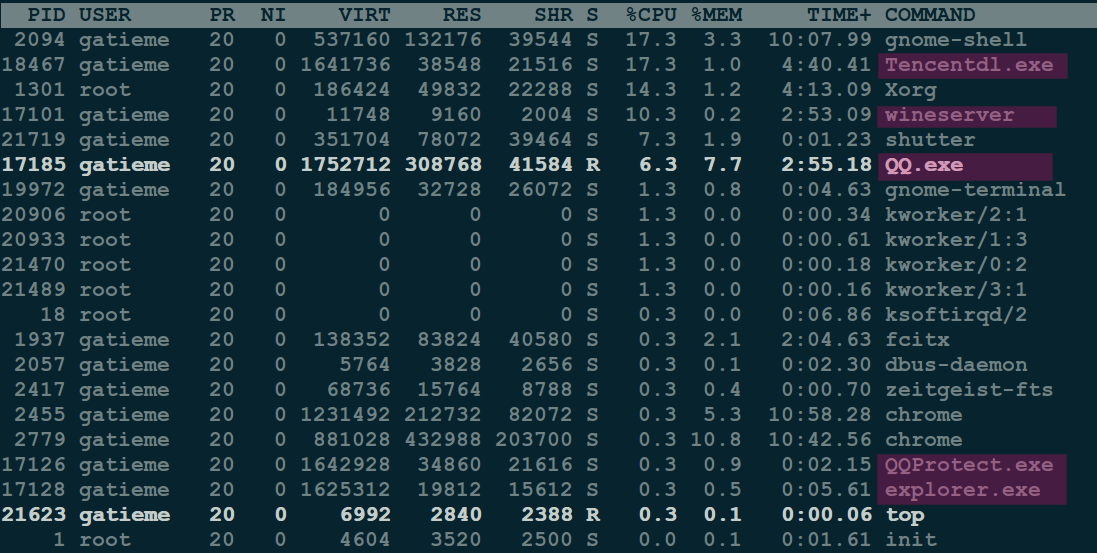 PID USER PR NI VIRT RES SHR S %CPU %MEM TIME+ COMMAND
2094 gatieme 20 0 537160 132176 39544 S 17.3 3.3 10:07.99 gnome-shell
18467 gatieme 20 0 1641736 38548 21516 S 17.3 1.0 4:40.41 Tencentdl.exe
1301 root 20 0 186424 49832 22288 S 14.3 1.2 4:13.09 Xorg
17101 gatieme 20 0 11748 9160 2004 S 10.3 0.2 2:53.09 wineserver
21719 gatieme 20 0 351704 78072 39464 S 7.3 1.9 0:01.23 shutter
17185 gatieme 20 0 1752712 308768 41584 R 6.3 7.7 2:55.18 QQ.exe
19972 gatieme 20 0 184956 32728 26072 S 1.3 0.8 0:04.63 gnome-terminal
20906 root 20 0 0 0 0 S 1.3 0.0 0:00.34 kworker/2:1
20933 root 20 0 0 0 0 S 1.3 0.0 0:00.61 kworker/1:3
21470 root 20 0 0 0 0 S 1.3 0.0 0:00.18 kworker/0:2
21489 root 20 0 0 0 0 S 1.3 0.0 0:00.16 kworker/3:1
18 root 20 0 0 0 0 S 0.3 0.0 0:06.86 ksoftirqd/2
1937 gatieme 20 0 138352 83824 40580 S 0.3 2.1 2:04.63 fcitx
2057 gatieme 20 0 5764 3828 2656 S 0.3 0.1 0:02.30 dbus-daemon
2417 gatieme 20 0 68736 15764 8788 S 0.3 0.4 0:00.70 zeitgeist-fts
2455 gatieme 20 0 1231492 212732 82072 S 0.3 5.3 10:58.28 chrome
2779 gatieme 20 0 881028 432988 203700 S 0.3 10.8 10:42.56 chrome
17126 gatieme 20 0 1642928 34860 21616 S 0.3 0.9 0:02.15 QQProtect.exe
17128 gatieme 20 0 1625312 19812 15612 S 0.3 0.5 0:05.61 explorer.exe
21623 gatieme 20 0 6992 2840 2388 R 0.3 0.1 0:00.06 top
1 root 20 0 4604 3520 2500 S 0.0 0.1 0:01.61 init